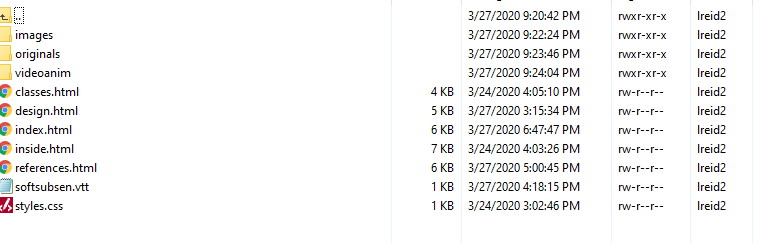 .. 3/27/2020 9:20:42 PM rwxr-xr-x lreid2
images 3/27/2020 9:22:24 PM rwxr-xr-x lreid2
originals 3/27/2020 9:23:46 PM rwxr-xr-x lreid2
videoanim 3/27/2020 9:24:04 PM rwxr-xr-x lreid2
classes.html 4 KB 3/24/2020 4:05:10 PM rw-r--r-- lreid2
design.html 5 KB 3/27/2020 3:15:34 PM rw-r--r-- lreid2
index.html 6 KB 3/27/2020 6:47:47 PM rw-r--r-- lreid2
inside.html 7 KB 3/24/2020 4:03:26 PM rw-r--r-- lreid2
references.html 6 KB 3/27/2020 5:00:45 PM rw-r--r-- lreid2
softsubsen.vtt 1 KB 3/27/2020 4:18:15 PM rw-r--r-- lreid2
styles.css 1 KB 3/24/2020 3:02:46 PM rw-r--r-- lreid2